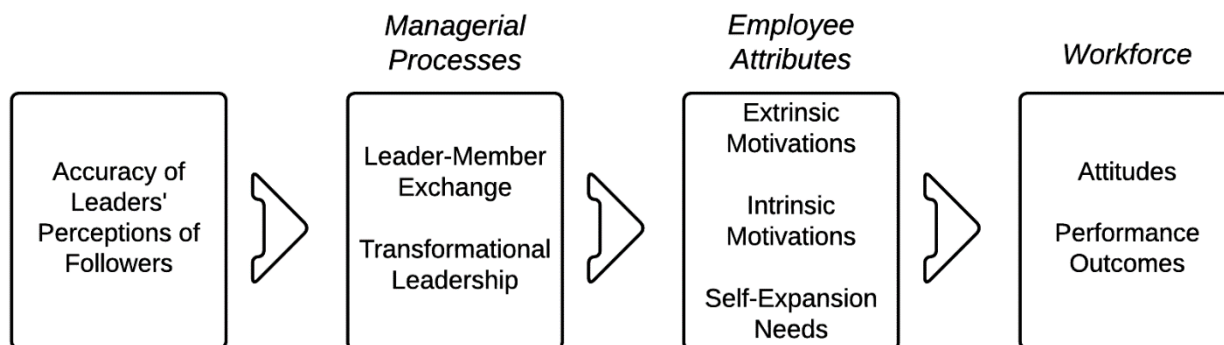 Managerial
Processes
Employee
Attributes
Workforce
Accuracy of
Leaders'
Perceptions of
Followers
Leader-Member
Exchange
Transformational
Leadership
Extrinsic
Motivations
Intrinsic
Motivations
Self-Expansion
Needs
Attitudes
Performance
Outcomes